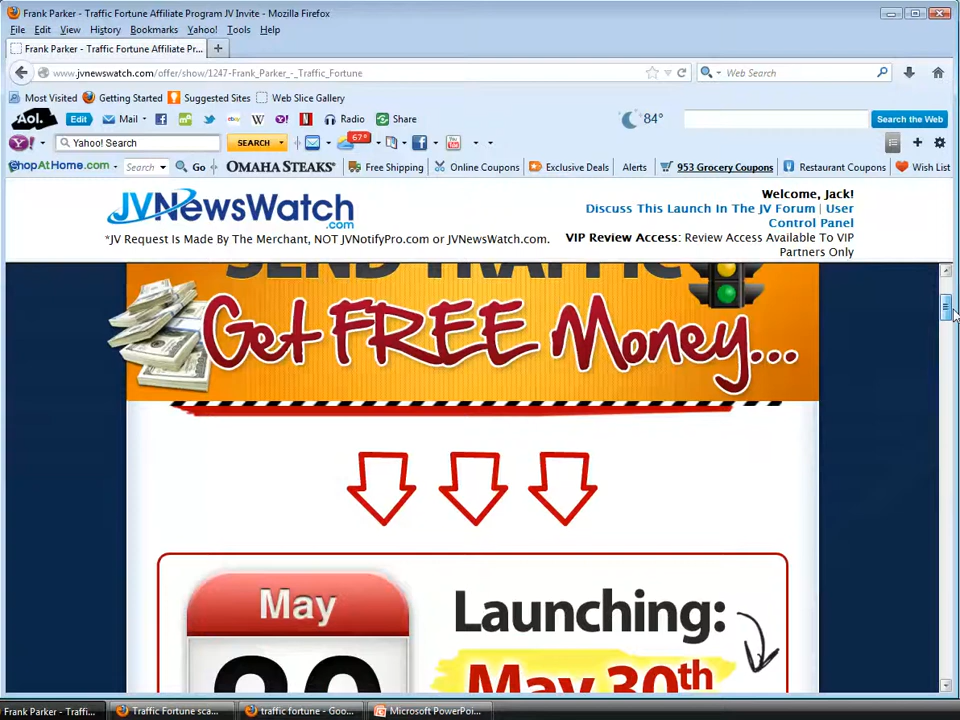 Frank Parker - Traffic Fortune Affiliate Program JV Invite - Mozilla Firefox
File Edit View History Bookmarks Yahoo! Tools Help
Frank Parker - Traffic Fortune Affiliate Pr... +
www.jvnewswatch.com/offer/show/1247-Frank_Parker_-_Traffic_Fortune Web Search
Most Visited Getting Started Suggested Sites Web Slice Gallery
Aol. Edit Mail Radio Share 84° Search the Web
Yahoo! Search SEARCH 67°
ShopAtHome.com Search Go OMAHA STEAKS Free Shipping Online Coupons Exclusive Deals Alerts 953 Grocery Coupons Restaurant Coupons Wish List
JVNewsWatch.com
*JV Request Is Made By The Merchant, NOT JVNotifyPro.com or JVNewsWatch.com.
Welcome, Jack!
Discuss This Launch In The JV Forum | User
Control Panel
VIP Review Access: Review Access Available To VIP
Partners Only
SEND TRAFFIC
Get FREE Money...
May
Launching:
May 30th
Frank Parker - Traffi... Traffic Fortune sca... traffic fortune - Goo... Microsoft PowerPoi...